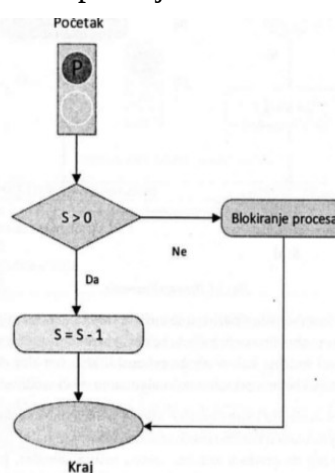 Početak
P
S > 0
Blokiranje procesa
Ne
Da
S = S - 1
Kraj